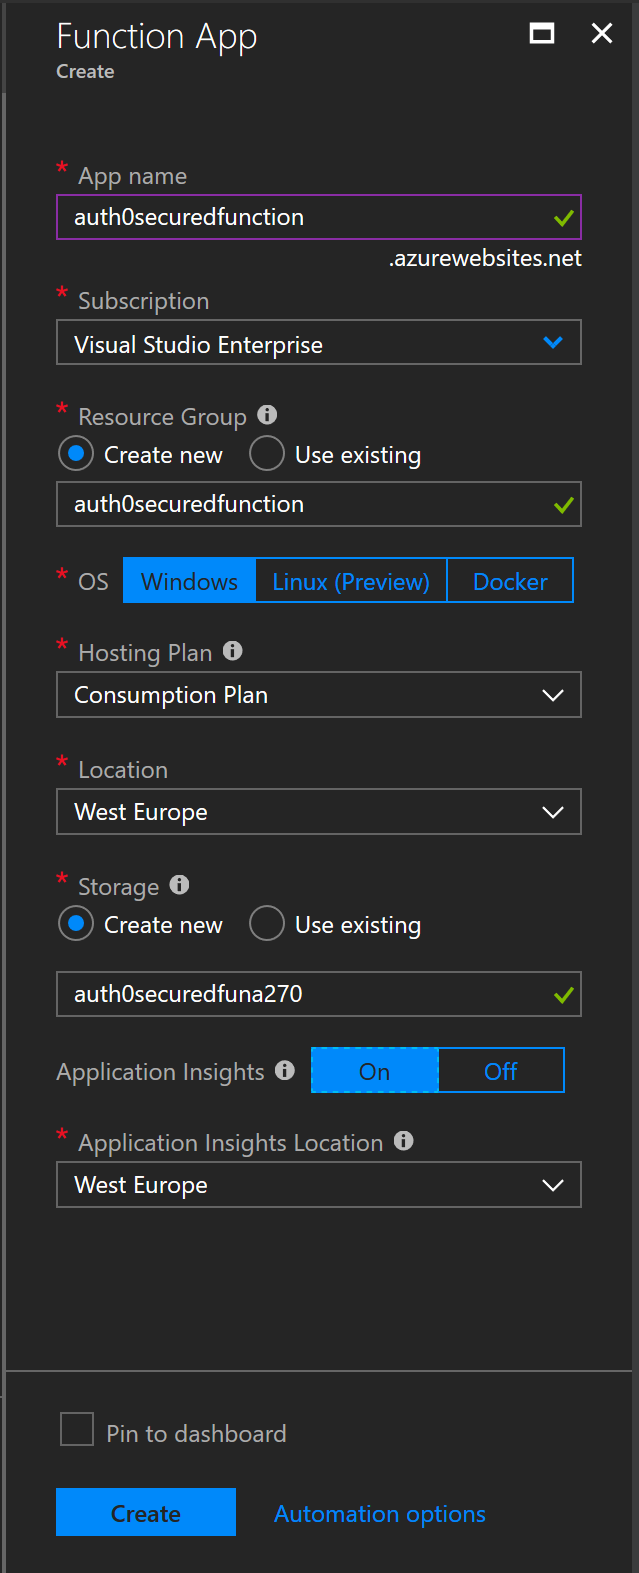 Function App
Create
* App name
auth0securedfunction
.azurewebsites.net
* Subscription
Visual Studio Enterprise
* Resource Group
Create new Use existing
auth0securedfunction
* OS Windows Linux (Preview) Docker
* Hosting Plan
Consumption Plan
* Location
West Europe
* Storage
Create new Use existing
auth0securedfuna270
Application Insights On Off
* Application Insights Location
West Europe
Pin to dashboard
Create Automation options